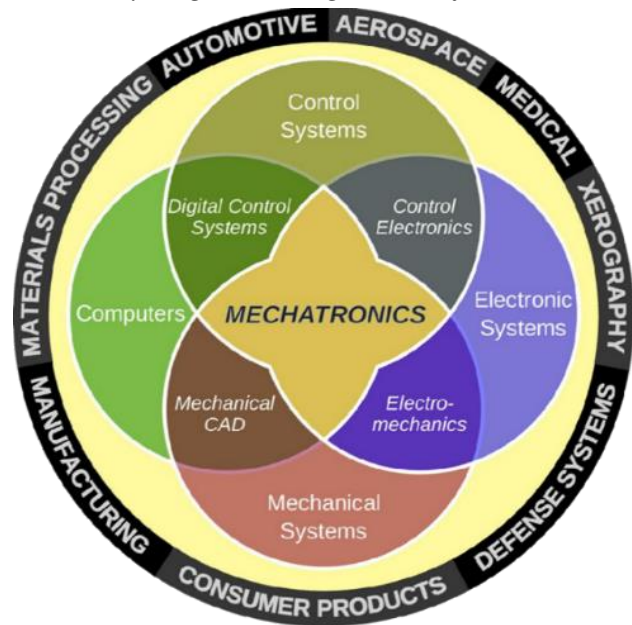 AUTOMOTIVE
AEROSPACE
MEDICAL
XEROGRAPHY
DEFENSE SYSTEMS
CONSUMER PRODUCTS
MANUFACTURING
MATERIALS PROCESSING
Control
Systems
Digital Control
Systems
Control
Electronics
Computers
MECHATRONICS
Electronic
Systems
Mechanical
CAD
Electro-
mechanics
Mechanical
Systems